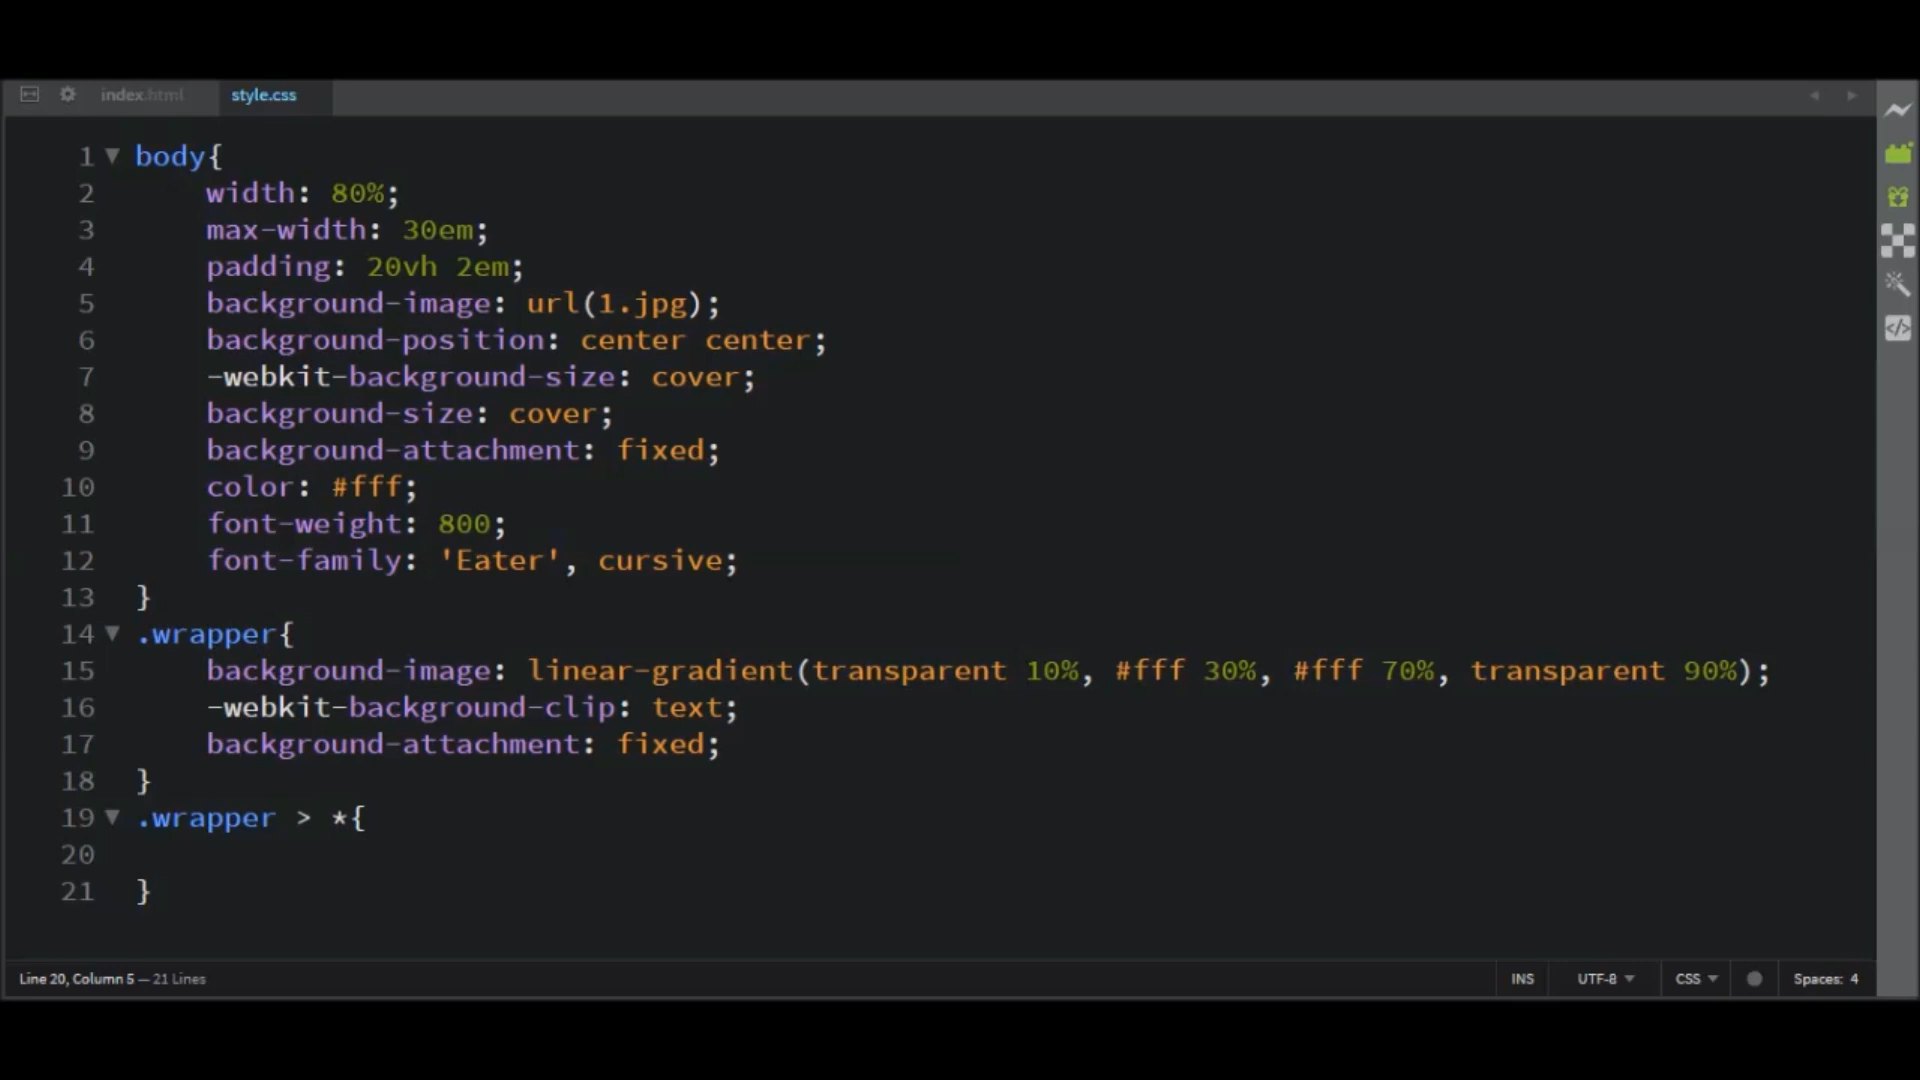 index.html
style.css
1 body{
2 width: 80%;
3 max-width: 30em;
4 padding: 20vh 2em;
5 background-image: url(1.jpg);
6 background-position: center center;
7 -webkit-background-size: cover;
8 background-size: cover;
9 background-attachment: fixed;
10 color: #fff;
11 font-weight: 800;
12 font-family: 'Eater', cursive;
13 }
14 .wrapper{
15 background-image: linear-gradient(transparent 10%, #fff 30%, #fff 70%, transparent 90%);
16 -webkit-background-clip: text;
17 background-attachment: fixed;
18 }
19 .wrapper > *{
20
21 }
Line 20, Column 5 — 21 Lines
INS
UTF-8
CSS
Spaces: 4